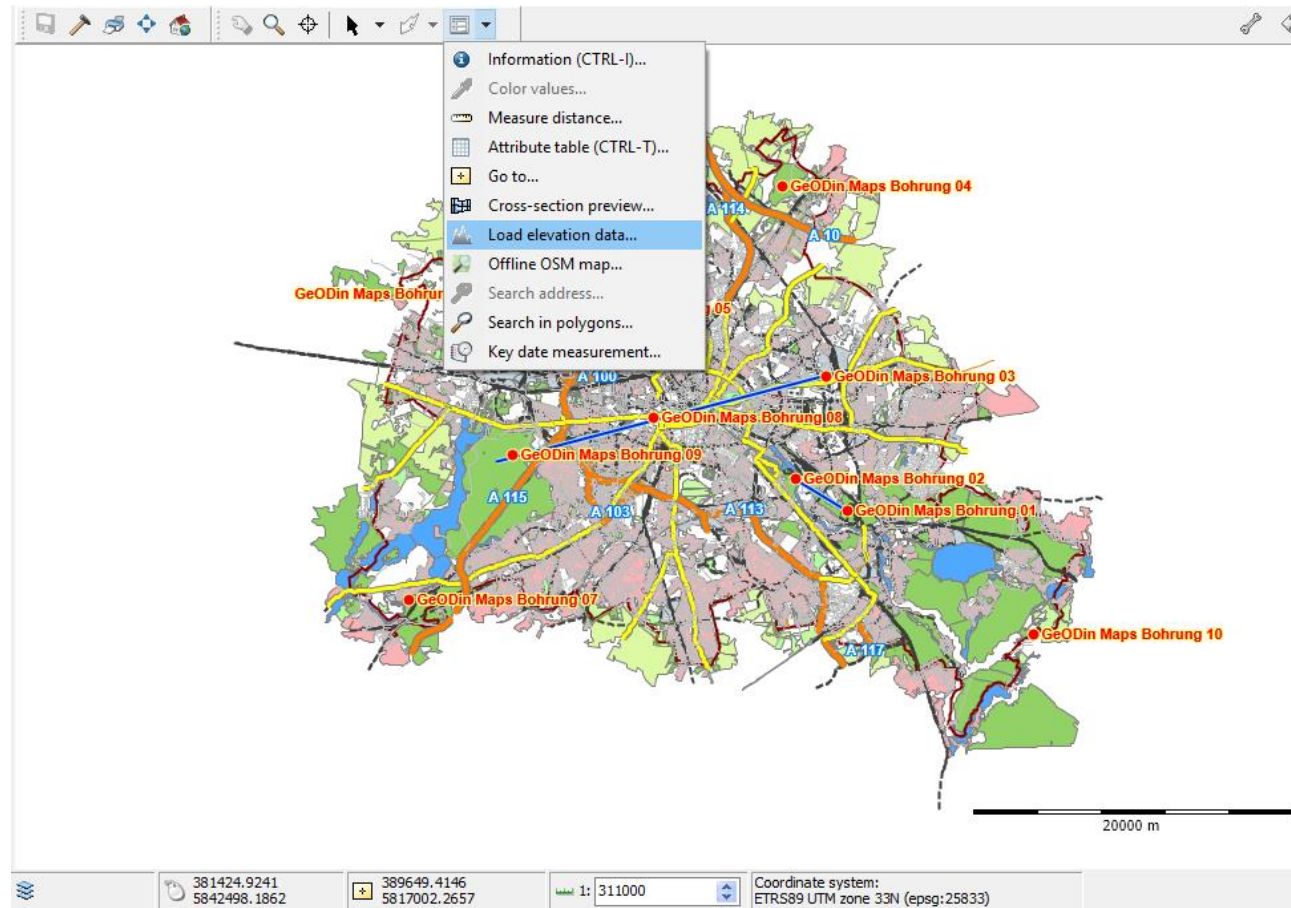 Information (CTRL-I)...
Color values...
Measure distance...
Attribute table (CTRL-T)...
Go to...
Cross-section preview...
Load elevation data...
Offline OSM map...
Search address...
Search in polygons...
Key date measurement...
GeODin Maps Bohrung 04
A 114
A 10
GeODin Maps Bohrun
05
A 100
GeODin Maps Bohrung 03
GeODin Maps Bohrung 08
GeODin Maps Bohrung 09
GeODin Maps Bohrung 02
A 115
A 103
A 113
GeODin Maps Bohrung 01
GeODin Maps Bohrung 07
GeODin Maps Bohrung 10
A 117
20000 m
381424.9241
5842498.1862
389649.4146
5817002.2657
1: 311000
Coordinate system:
ETRS89 UTM zone 33N (epsg:25833)